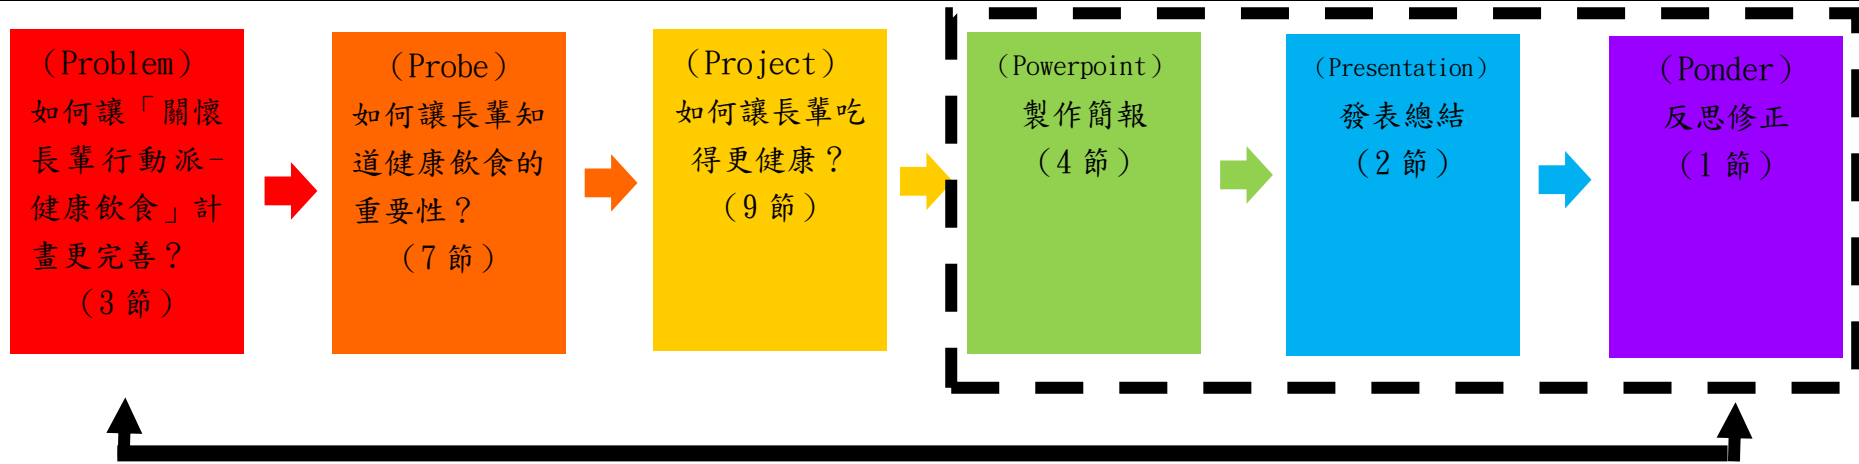 （Problem）
如何讓「關懷
長輩行動派-
健康飲食」計
畫更完善？
（3 節）
（Probe）
如何讓長輩知
道健康飲食的
重要性？
（7 節）
（Project）
如何讓長輩吃
得更健康？
（9 節）
（Powerpoint）
製作簡報
（4 節）
（Presentation）
發表總結
（2 節）
（Ponder）
反思修正
（1 節）